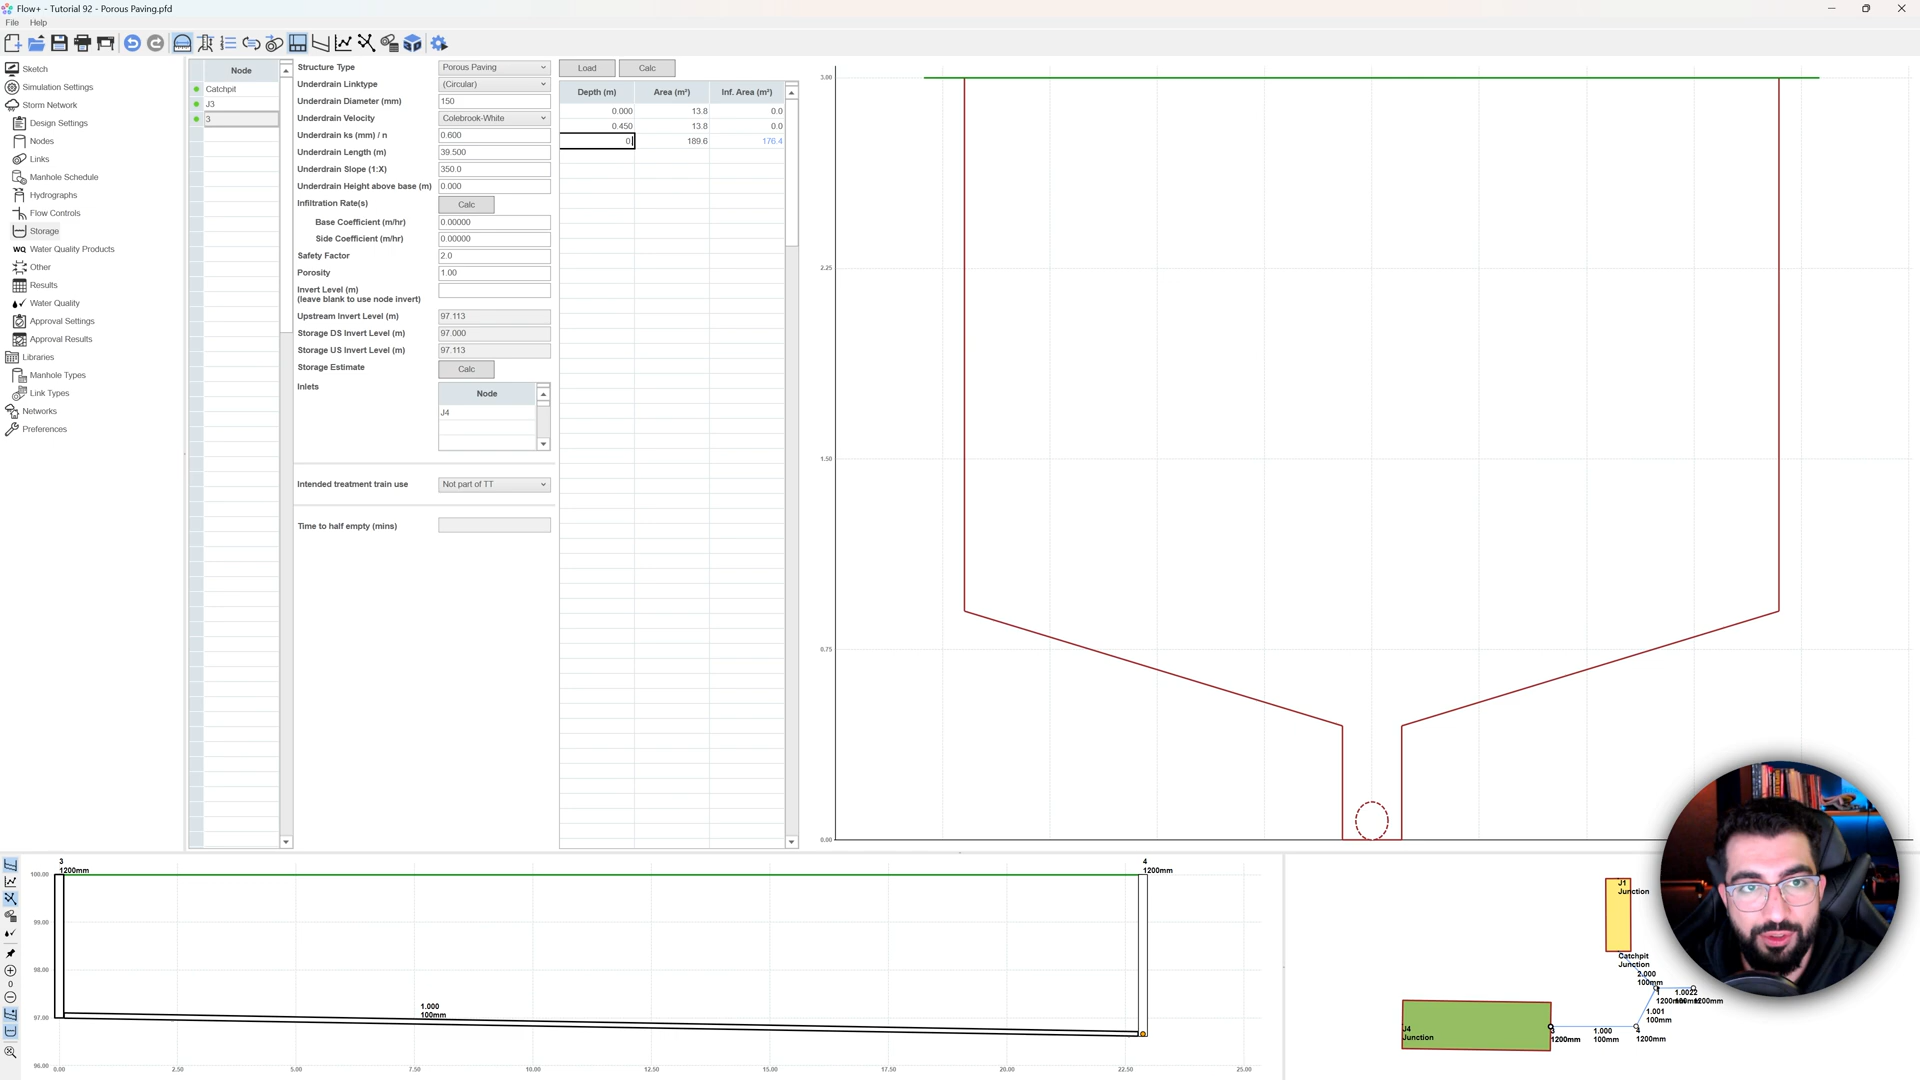 Flow+ - Tutorial 92 - Porous Paving.pfd
File Help
Sketch
Simulation Settings
Storm Network
Design Settings
Nodes
Links
Manhole Schedule
Hydrographs
Flow Controls
Storage
WQ Water Quality Products
Other
Results
Water Quality
Approval Settings
Approval Results
Libraries
Manhole Types
Link Types
Networks
Preferences
Node
Catchpit
J3
3
Structure Type Porous Paving
Underdrain Linktype (Circular)
Underdrain Diameter (mm) 150
Underdrain Velocity Colebrook-White
Underdrain ks (mm) / n 0.600
Underdrain Length (m) 39.500
Underdrain Slope (1:X) 350.0
Underdrain Height above base (m) 0.000
Infiltration Rate(s) Calc
Base Coefficient (m/hr) 0.00000
Side Coefficient (m/hr) 0.00000
Safety Factor 2.0
Porosity 1.00
Invert Level (m)
(leave blank to use node invert)
Upstream Invert Level (m) 97.113
Storage DS Invert Level (m) 97.000
Storage US Invert Level (m) 97.113
Storage Estimate Calc
Inlets
Node
J4
Intended treatment train use Not part of TT
Time to half empty (mins)
Load Calc
Depth (m) Area (m²) Inf. Area (m²)
0.000 13.8 0.0
0.450 13.8 0.0
0 189.6 176.4
3.00
2.25
1.50
0.75
0.00
3
1200mm
4
1200mm
100.00
99.00
98.00
97.00
96.00
1.000
100mm
0
0.00 2.50 5.00 7.50 10.00 12.50 15.00 17.50 20.00 22.50 25.00
J1
Junction
Catchpit
Junction
2.000
100mm
1.001
100mm
J4
Junction
1200mm
1.000
100mm
4
1200mm